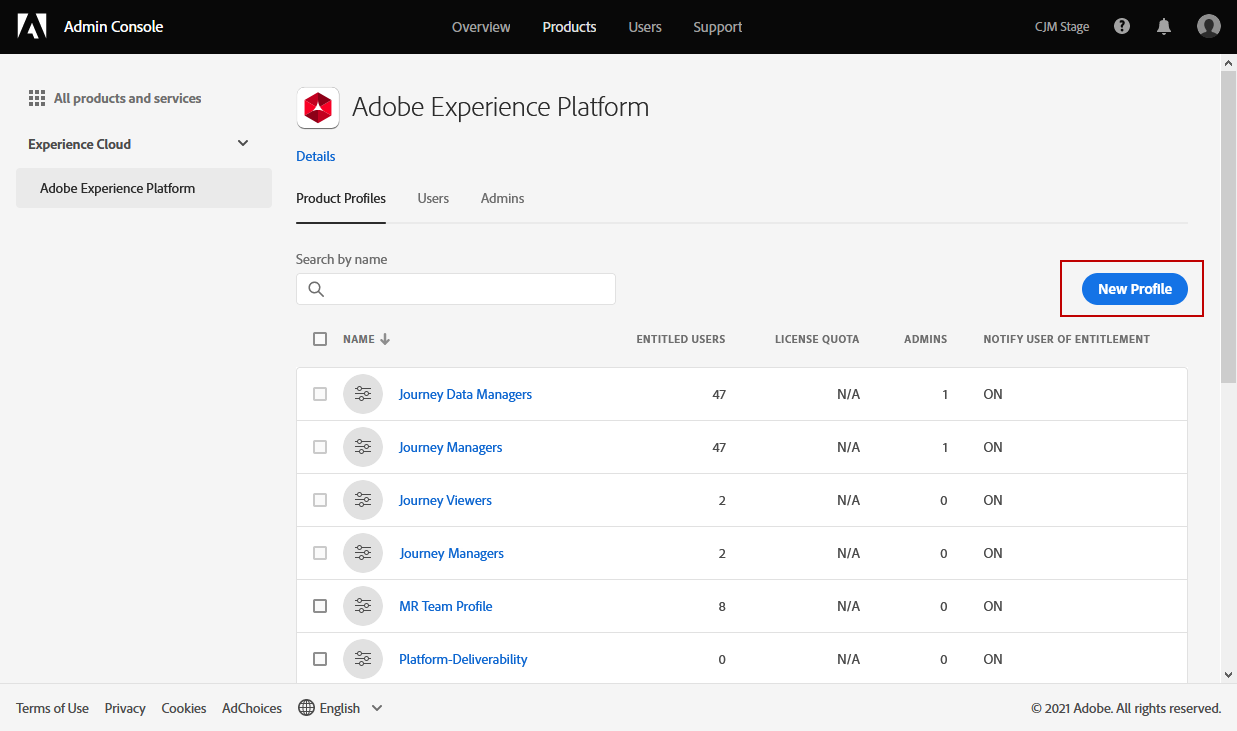 Admin Console
Overview Products Users Support
CJM Stage
All products and services
Experience Cloud
Adobe Experience Platform
Adobe Experience Platform
Details
Product Profiles Users Admins
Search by name
New Profile
NAME ENTITLED USERS LICENSE QUOTA ADMINS NOTIFY USER OF ENTITLEMENT
Journey Data Managers 47 N/A 1 ON
Journey Managers 47 N/A 1 ON
Journey Viewers 2 N/A 0 ON
Journey Managers 2 N/A 0 ON
MR Team Profile 8 N/A 0 ON
Platform-Deliverability 0 N/A 0 ON
Terms of Use Privacy Cookies AdChoices English © 2021 Adobe. All rights reserved.